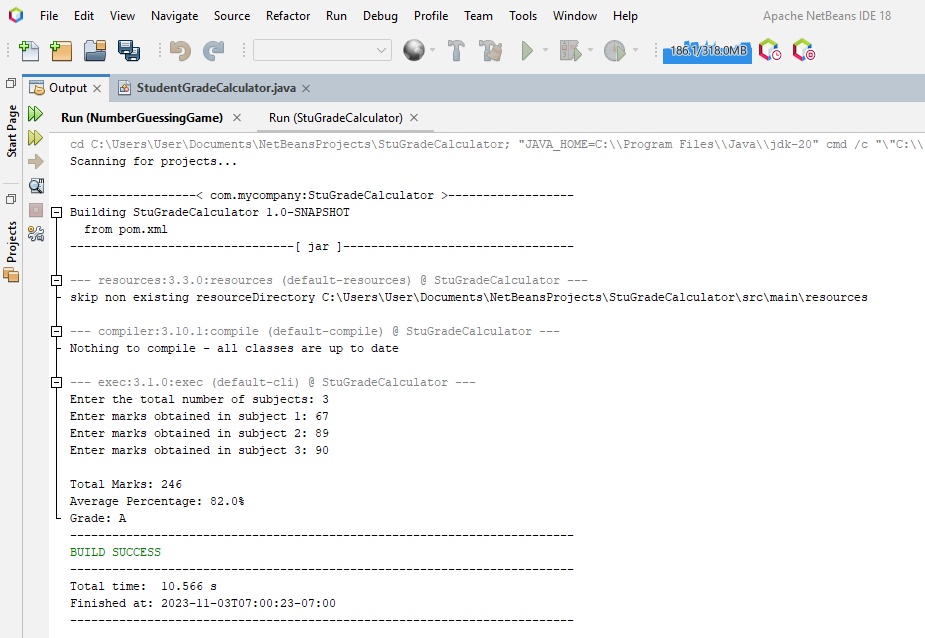 File Edit View Navigate Source Refactor Run Debug Profile Team Tools Window Help Apache NetBeans IDE 18
186.1/318.0MB
Output StudentGradeCalculator.java
Start Page
Projects
Run (NumberGuessingGame) Run (StuGradeCalculator)
cd C:\Users\User\Documents\NetBeansProjects\StuGradeCalculator; "JAVA_HOME=C:\\Program Files\\Java\\jdk-20" cmd /c "\"C:\\
Scanning for projects...
------------------< com.mycompany:StuGradeCalculator >------------------
Building StuGradeCalculator 1.0-SNAPSHOT
from pom.xml
--------------------------------[ jar ]---------------------------------
--- resources:3.3.0:resources (default-resources) @ StuGradeCalculator ---
skip non existing resourceDirectory C:\Users\User\Documents\NetBeansProjects\StuGradeCalculator\src\main\resources
--- compiler:3.10.1:compile (default-compile) @ StuGradeCalculator ---
Nothing to compile - all classes are up to date
--- exec:3.1.0:exec (default-cli) @ StuGradeCalculator ---
Enter the total number of subjects: 3
Enter marks obtained in subject 1: 67
Enter marks obtained in subject 2: 89
Enter marks obtained in subject 3: 90
Total Marks: 246
Average Percentage: 82.0%
Grade: A
------------------------------------------------------------------------
BUILD SUCCESS
------------------------------------------------------------------------
Total time:  10.566 s
Finished at: 2023-11-03T07:00:23-07:00
------------------------------------------------------------------------